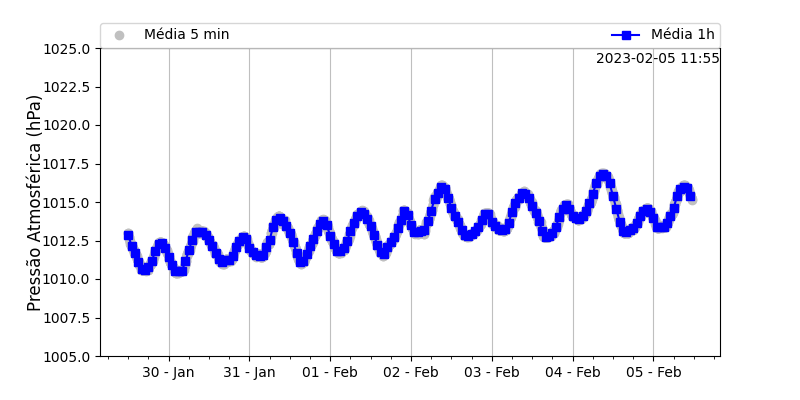 Média 5 min
Média 1h
2023-02-05 11:55
Pressão Atmosférica (hPa)
1025.0
1022.5
1020.0
1017.5
1015.0
1012.5
1010.0
1007.5
1005.0
30 - Jan
31 - Jan
01 - Feb
02 - Feb
03 - Feb
04 - Feb
05 - Feb